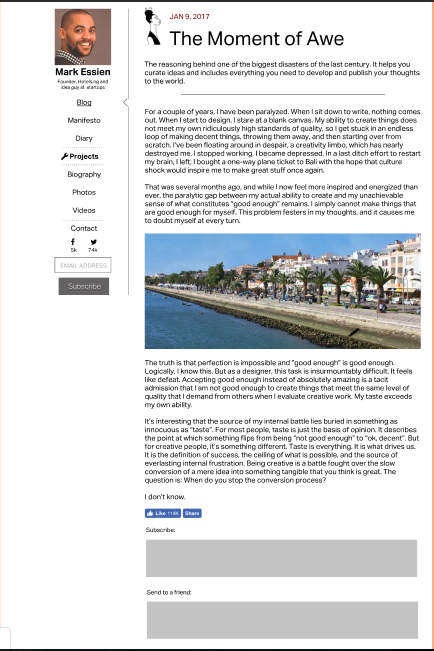 Mark Essien
Founder, Hotels.ng and
idea guy at startups
Blog
Manifesto
Diary
Projects
Biography
Photos
Videos
Contact
5k 74k
EMAIL ADDRESS
Subscribe
JAN 9, 2017
The Moment of Awe
The reasoning behind one of the biggest disasters of the last century. It helps you
curate ideas and includes everything you need to develop and publish your thoughts
to the world.
For a couple of years, I have been paralyzed. When I sit down to write, nothing comes
out. When I start to design, I stare at a blank canvas. My ability to create things does
not meet my own ridiculously high standards of quality, so I get stuck in an endless
loop of making decent things, throwing them away, and then starting over from
scratch. I've been floating around in despair, a creativity limbo, which has nearly
destroyed me. I stopped working. I became depressed. In a last ditch effort to restart
my brain, I left; I bought a one-way plane ticket to Bali with the hope that culture
shock would inspire me to make great stuff once again.
That was several months ago, and while I now feel more inspired and energized than
ever, the paralytic gap between my actual ability to create and my unachievable
sense of what constitutes "good enough" remains. I simply cannot make things that
are good enough for myself. This problem festers in my thoughts, and it causes me
to doubt myself at every turn.
The truth is that perfection is impossible and "good enough" is good enough.
Logically, I know this. But as a designer, this task is insurmountably difficult. It feels
like defeat. Accepting good enough instead of absolutely amazing is a tacit
admission that I am not good enough to create things that meet the same level of
quality that I demand from others when I evaluate creative work. My taste exceeds
my own ability.
It's interesting that the source of my internal battle lies buried in something as
innocuous as "taste". For most people, taste is just the basis of opinion. It describes
the point at which something flips from being "not good enough" to "ok, decent". But
for creative people, it's something different. Taste is everything. It is what drives us.
It is the definition of success, the ceiling of what is possible, and the source of
everlasting internal frustration. Being creative is a battle fought over the slow
conversion of a mere idea into something tangible that you think is great. The
question is: When do you stop the conversion process?
I don't know.
Like 114K Share
Subscribe:
Send to a friend: